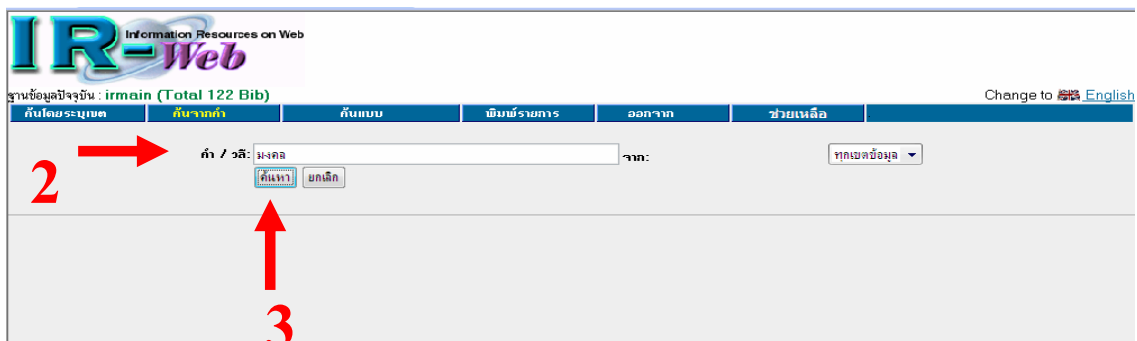 IR-Web
Information Resources on Web
ฐานข้อมูลปัจจุบัน : irmain (Total 122 Bib)
Change to English
ค้นโดยระบุเขต ค้นจากคำ ค้นแบบ พิมพ์รายการ ออกจาก ช่วยเหลือ
2 คำ / วลี: มงคล จาก: ทุกเขตข้อมูล
ค้นหา ยกเลิก
3